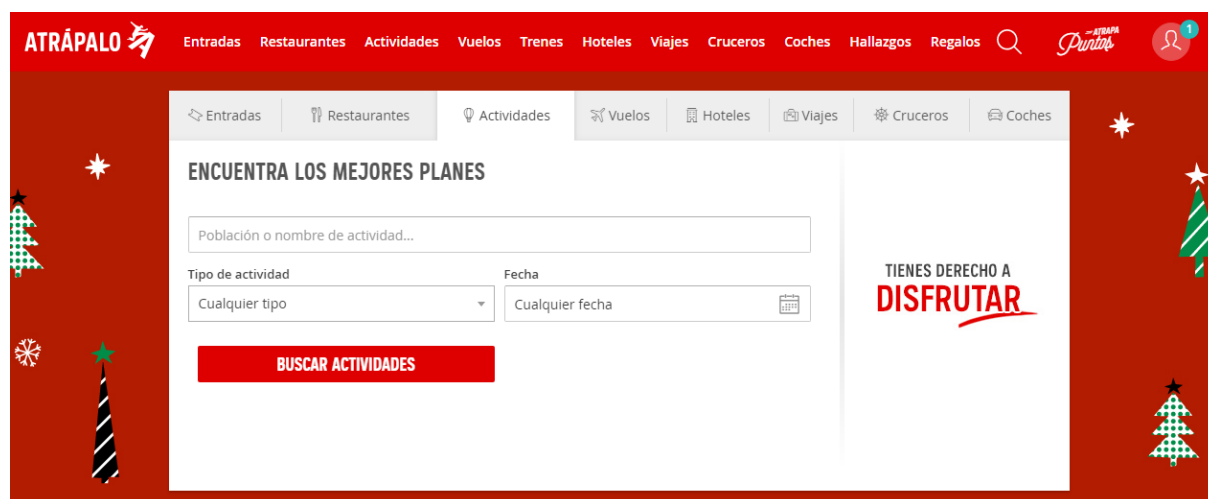 ATRÁPALO Entradas Restaurantes Actividades Vuelos Trenes Hoteles Viajes Cruceros Coches Hallazgos Regalos ATRAPA Puntos 1
Entradas Restaurantes Actividades Vuelos Hoteles Viajes Cruceros Coches
ENCUENTRA LOS MEJORES PLANES
Población o nombre de actividad...
Tipo de actividad Fecha
Cualquier tipo Cualquier fecha
BUSCAR ACTIVIDADES
TIENES DERECHO A
DISFRUTAR